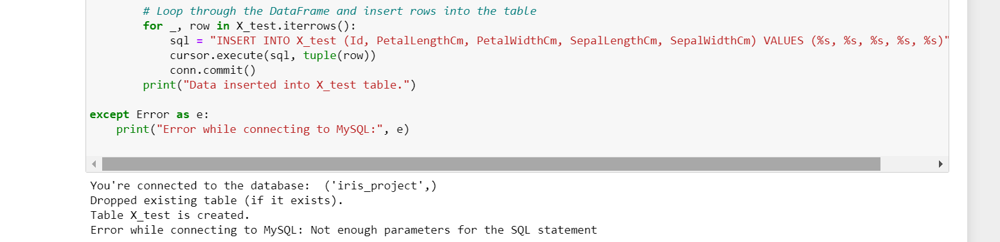 # Loop through the DataFrame and insert rows into the table
for _, row in X_test.iterrows():
sql = "INSERT INTO X_test (Id, PetalLengthCm, PetalWidthCm, SepalLengthCm, SepalWidthCm) VALUES (%s, %s, %s, %s, %s)"
cursor.execute(sql, tuple(row))
conn.commit()
print("Data inserted into X_test table.")
except Error as e:
print("Error while connecting to MySQL:", e)
You're connected to the database:  ('iris_project',)
Dropped existing table (if it exists).
Table X_test is created.
Error while connecting to MySQL: Not enough parameters for the SQL statement